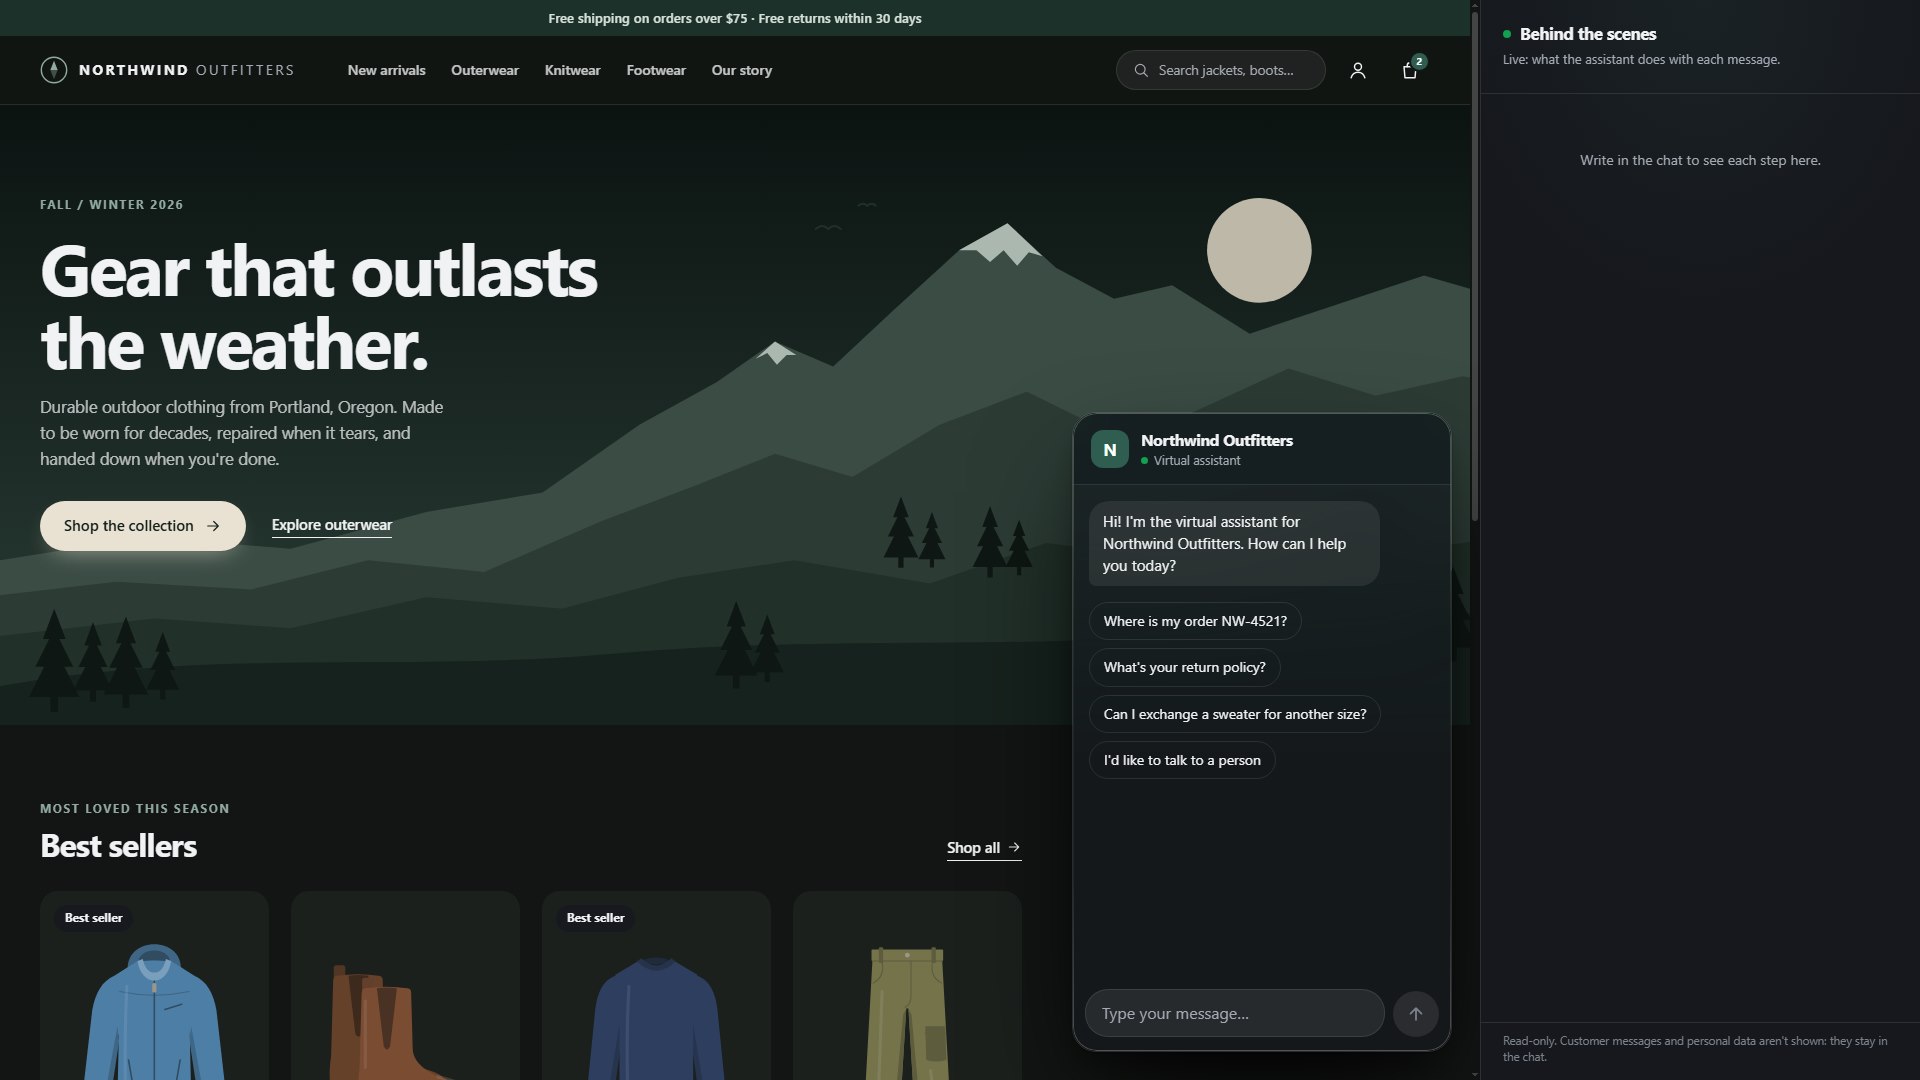 Free shipping on orders over $75 · Free returns within 30 days
NORTHWIND OUTFITTERS
New arrivals
Outerwear
Knitwear
Footwear
Our story
Search jackets, boots...
2
FALL / WINTER 2026
Gear that outlasts
the weather.
Durable outdoor clothing from Portland, Oregon. Made
to be worn for decades, repaired when it tears, and
handed down when you're done.
Shop the collection
Explore outerwear
MOST LOVED THIS SEASON
Best sellers
Shop all
Best seller
Best seller
N
Northwind Outfitters
Virtual assistant
Hi! I'm the virtual assistant for
Northwind Outfitters. How can I help
you today?
Where is my order NW-4521?
What's your return policy?
Can I exchange a sweater for another size?
I'd like to talk to a person
Type your message...
Behind the scenes
Live: what the assistant does with each message.
Write in the chat to see each step here.
Read-only. Customer messages and personal data aren't shown: they stay in
the chat.